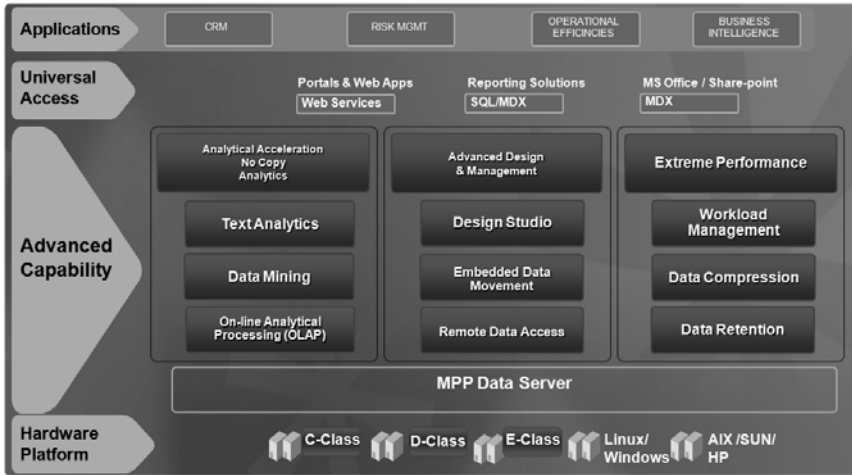 Applications
CRM
RISK MGMT
OPERATIONAL
EFFICINCIES
BUSINESS
INTELLIGENCE
Universal
Access
Portals & Web Apps
Web Services
Reporting Solutions
SQL/MDX
MS Office / Share-point
MDX
Advanced
Capability
Analytical Acceleration
No Copy
Analytics
Text Analytics
Data Mining
On-line Analytical
Processing (OLAP)
Advanced Design
& Management
Design Studio
Embedded Data
Movement
Remote Data Access
Extreme Performance
Workload
Management
Data Compression
Data Retention
MPP Data Server
Hardware
Platform
C-Class
D-Class
E-Class
Linux/
Windows
AIX /SUN/
HP